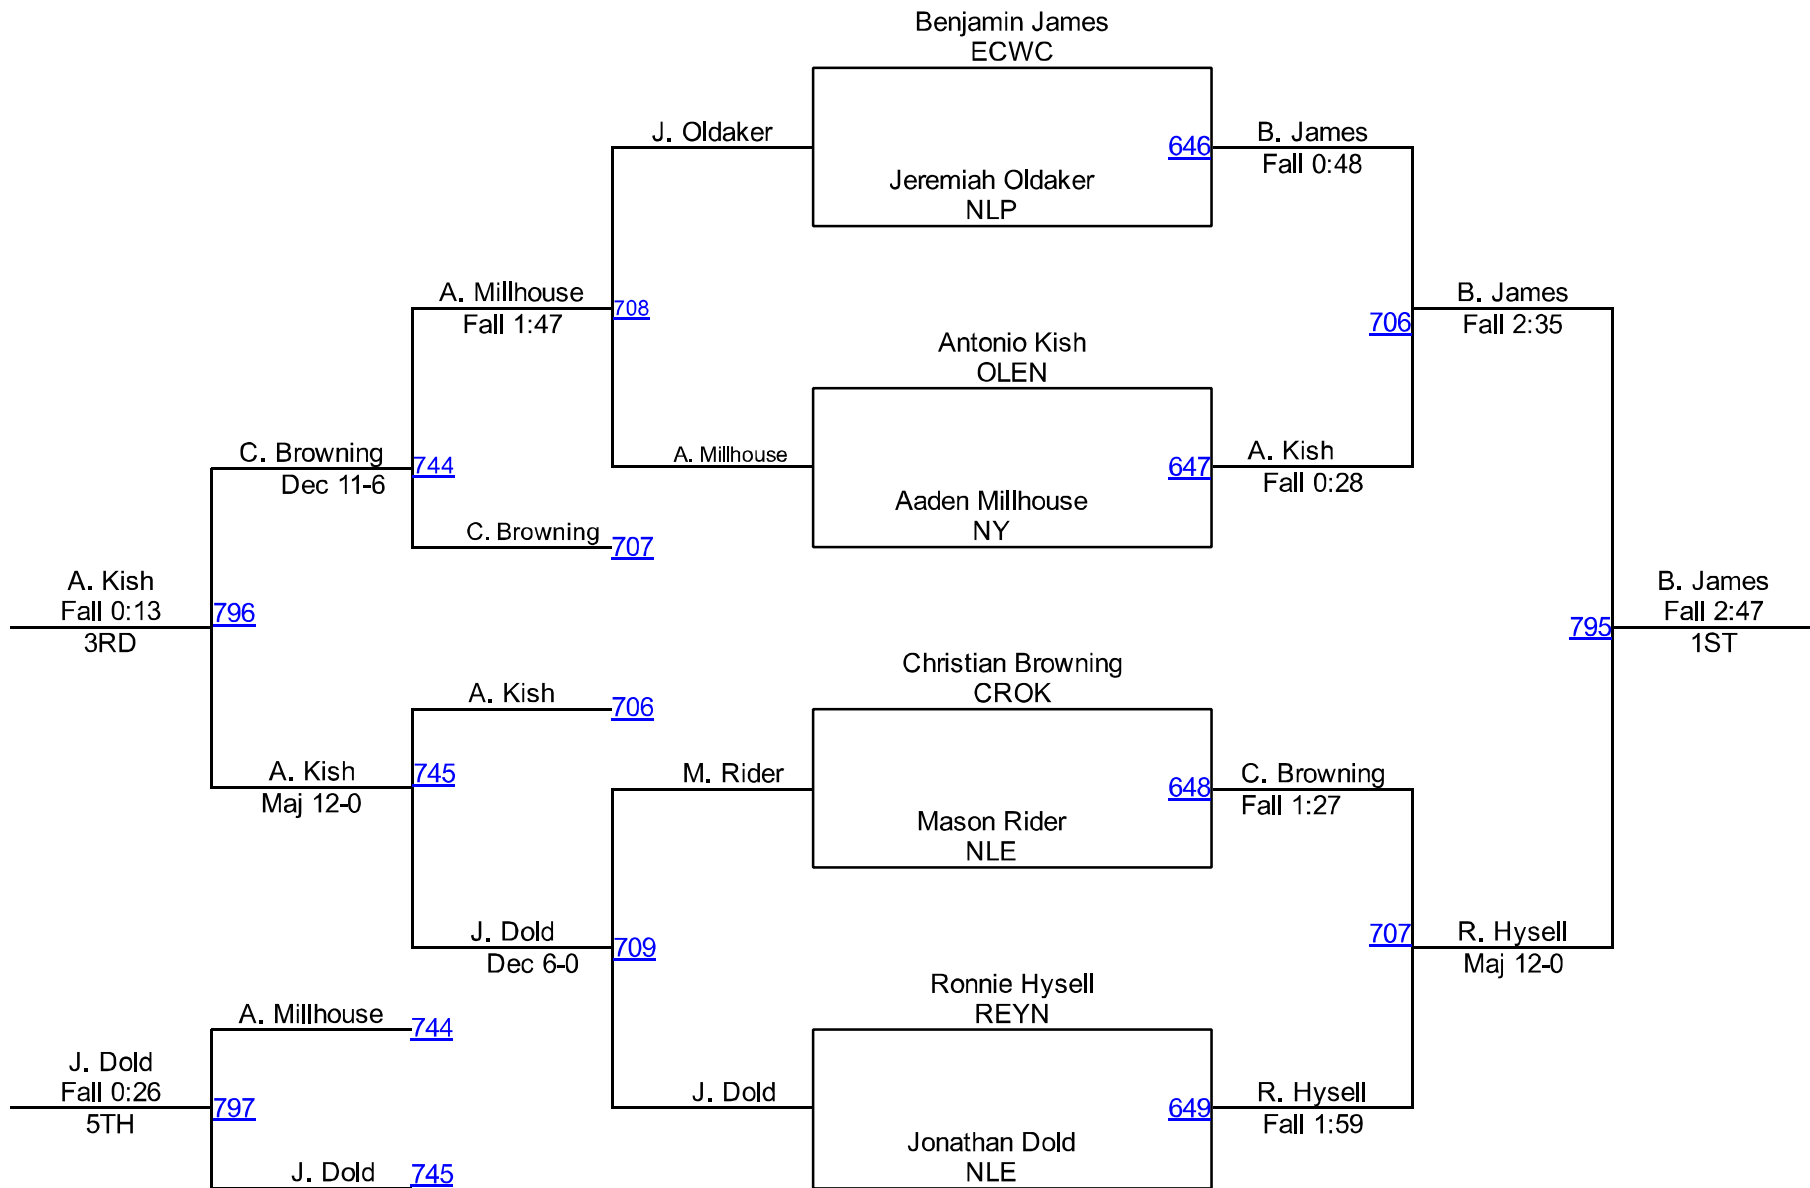 Benjamin James
ECWC
J. Oldaker
646
B. James
Fall 0:48
Jeremiah Oldaker
NLP
A. Millhouse
Fall 1:47
708
B. James
Fall 2:35
706
Antonio Kish
OLEN
C. Browning
Dec 11-6
744
A. Millhouse
647
A. Kish
Fall 0:28
Aaden Millhouse
NY
C. Browning
707
A. Kish
Fall 0:13
3RD
796
B. James
Fall 2:47
1ST
795
Christian Browning
CROK
A. Kish
706
A. Kish
Maj 12-0
745
M. Rider
648
C. Browning
Fall 1:27
Mason Rider
NLE
J. Dold
Dec 6-0
709
707
R. Hysell
Maj 12-0
Ronnie Hysell
REYN
A. Millhouse
744
J. Dold
Fall 0:26
5TH
797
J. Dold
649
R. Hysell
Fall 1:59
Jonathan Dold
NLE
J. Dold
745